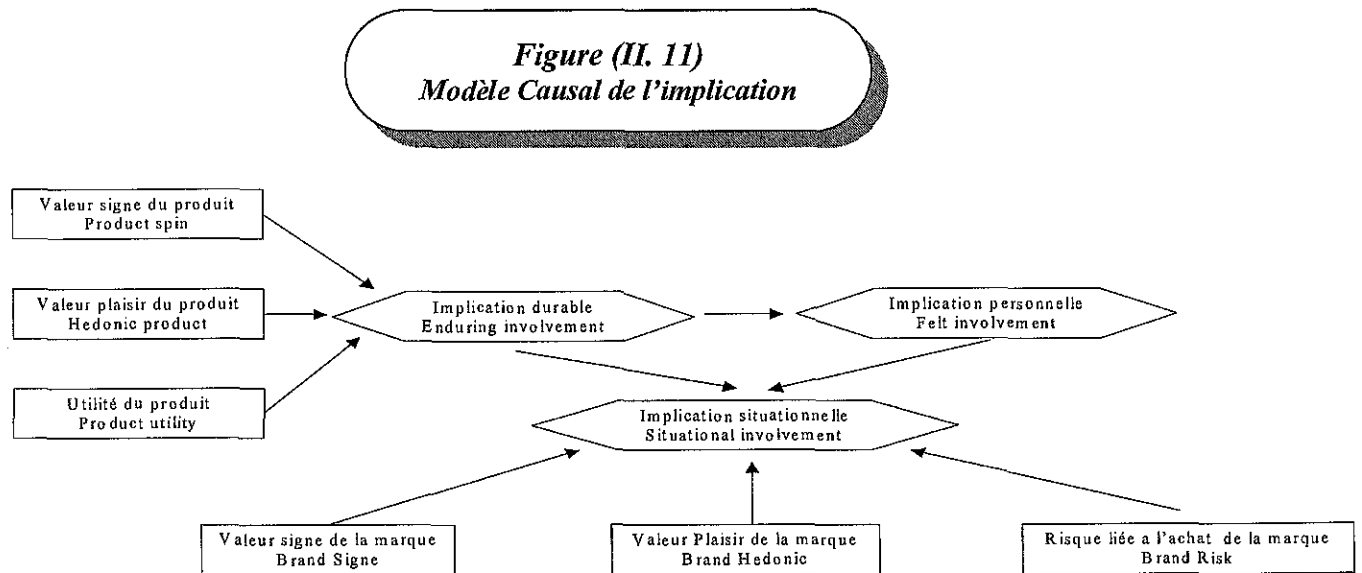 Figure (II. 11)
Modèle Causal de l'implication
Valeur signe du produit
Product spin
Valeur plaisir du produit
Hedonic product
Implication durable
Enduring involvement
Implication personnelle
Felt involvement
Utilité du produit
Product utility
Implication situationnelle
Situational involvement
Valeur signe de la marque
Brand Signe
Valeur Plaisir de la marque
Brand Hedonic
Risque liée a l'achat de la marque
Brand Risk